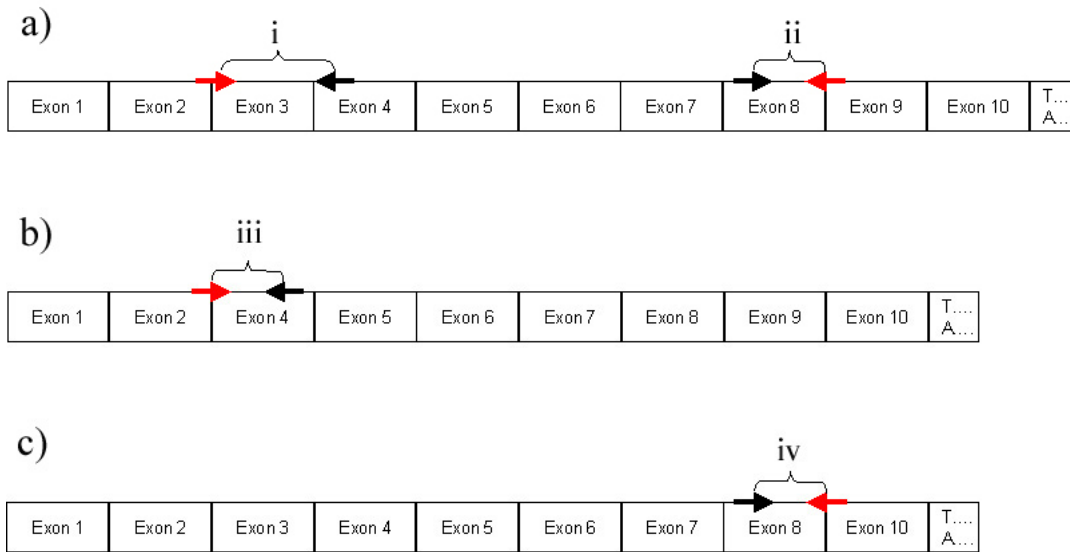 a)
i ii
Exon 1 Exon 2 Exon 3 Exon 4 Exon 5 Exon 6 Exon 7 Exon 8 Exon 9 Exon 10 T...
A...
b)
iii
Exon 1 Exon 2 Exon 4 Exon 5 Exon 6 Exon 7 Exon 8 Exon 9 Exon 10 T....
A....
c)
iv
Exon 1 Exon 2 Exon 3 Exon 4 Exon 5 Exon 6 Exon 7 Exon 8 Exon 10 T....
A....